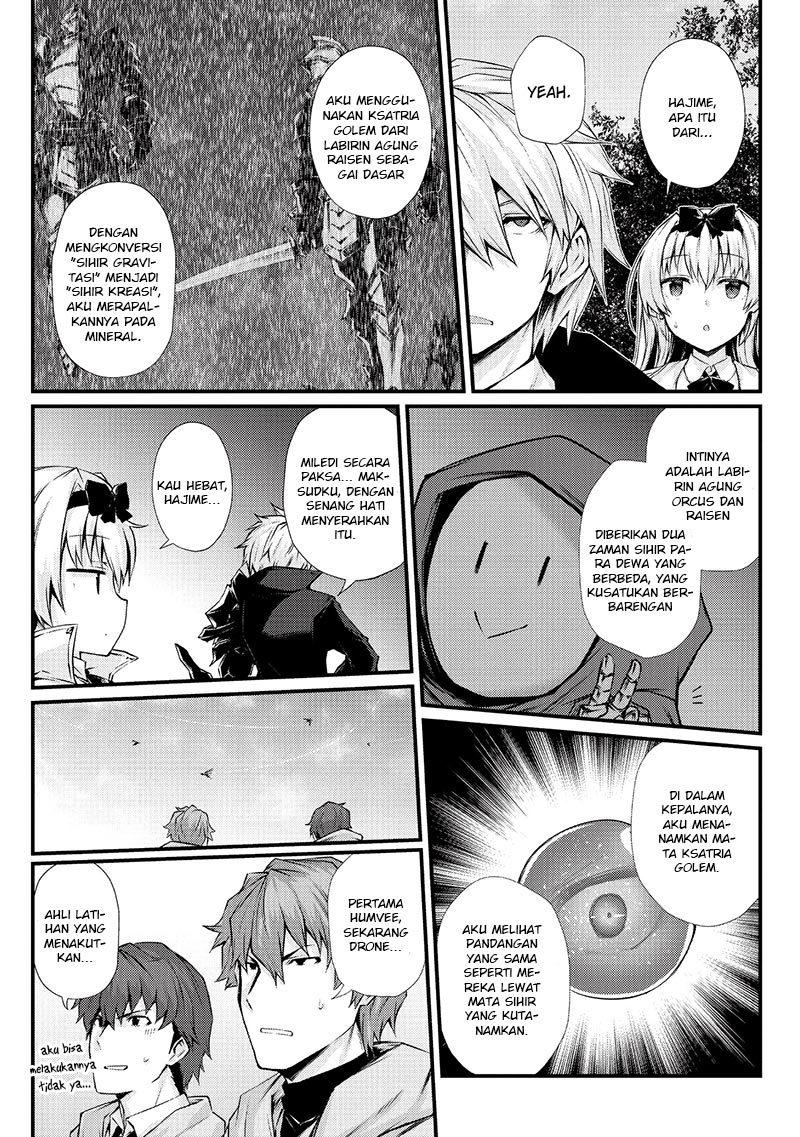 HAJIME,
APA ITU
DARI...
YEAH.
AKU MENGGU-
NAKAN KSATRIA
GOLEM DARI
LABIRIN AGUNG
RAISEN SEBA-
GAI DASAR
DENGAN
MENGKONVERSI
"SIHIR GRAVI-
TASI" MENJADI
"SIHIR KREASI",
AKU MERAPAL-
KANNYA PADA
MINERAL.
INTINYA
ADALAH LABI-
RIN AGUNG
ORCUS DAN
RAISEN
DIBERIKAN DUA
ZAMAN SIHIR PA-
RA DEWA YANG
BERBEDA, YANG
KUSATUKAN BER-
BARENGAN
MILEDI SECARA
PAKSA... MAK-
SUDKU, DENGAN
SENANG HATI
MENYERAHKAN
ITU.
KAU HEBAT,
HAJIME...
DI DALAM
KEPALANYA,
AKU MENA-
NAMKAN MA-
TA KSATRIA
GOLEM.
AKU MELIHAT
PANDANGAN
YANG SAMA
SEPERTI ME-
REKA LEWAT
MATA SIHIR
YANG KUTA-
NAMKAN.
PERTAMA
HUMVEE,
SEKARANG
DRONE...
AHLI LATI-
HAN YANG
MENAKUT-
KAN...
aku bisa
melakukannya
tidak ya...